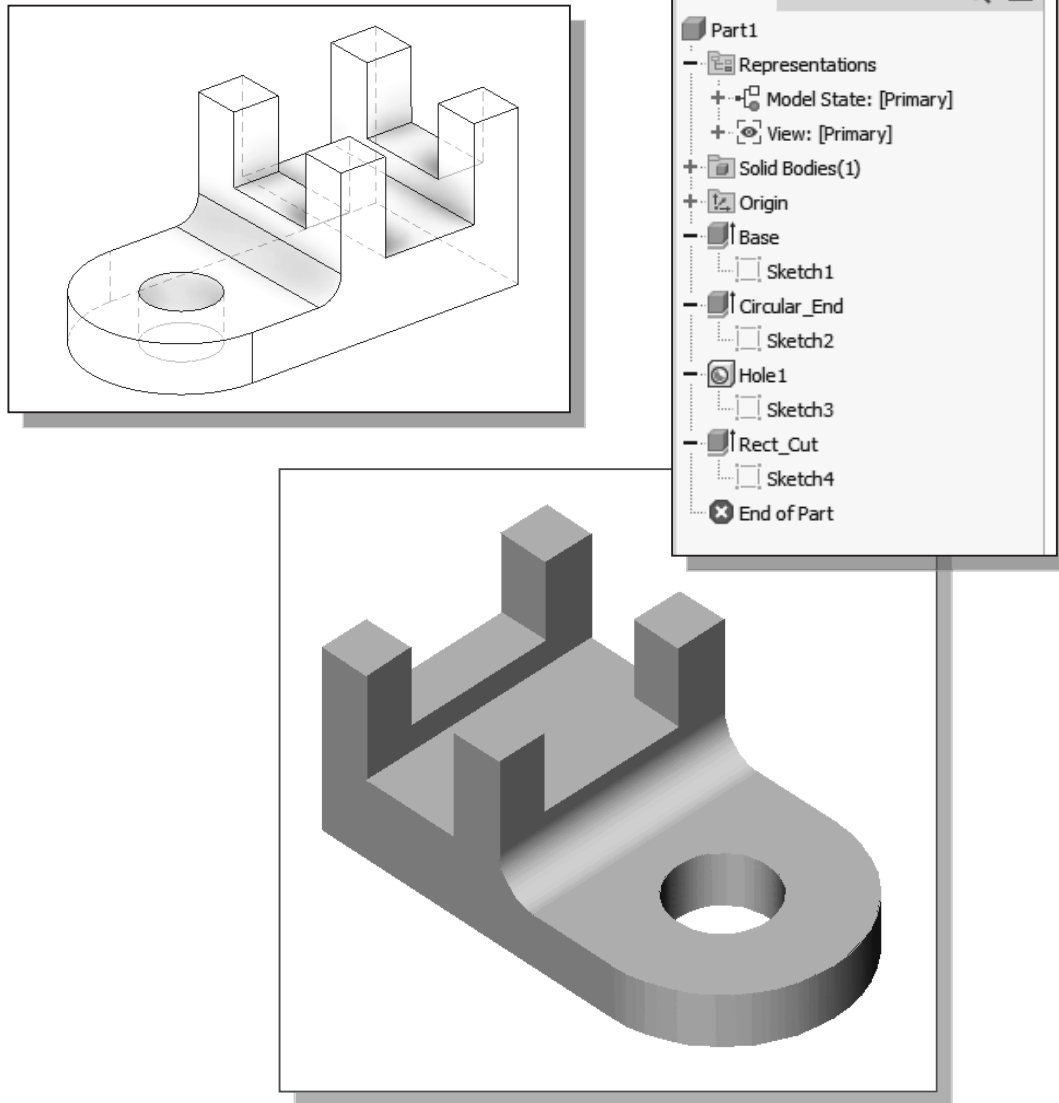 Part1
Representations
Model State: [Primary]
View: [Primary]
Solid Bodies(1)
Origin
Base
Sketch1
Circular_End
Sketch2
Hole1
Sketch3
Rect_Cut
Sketch4
End of Part